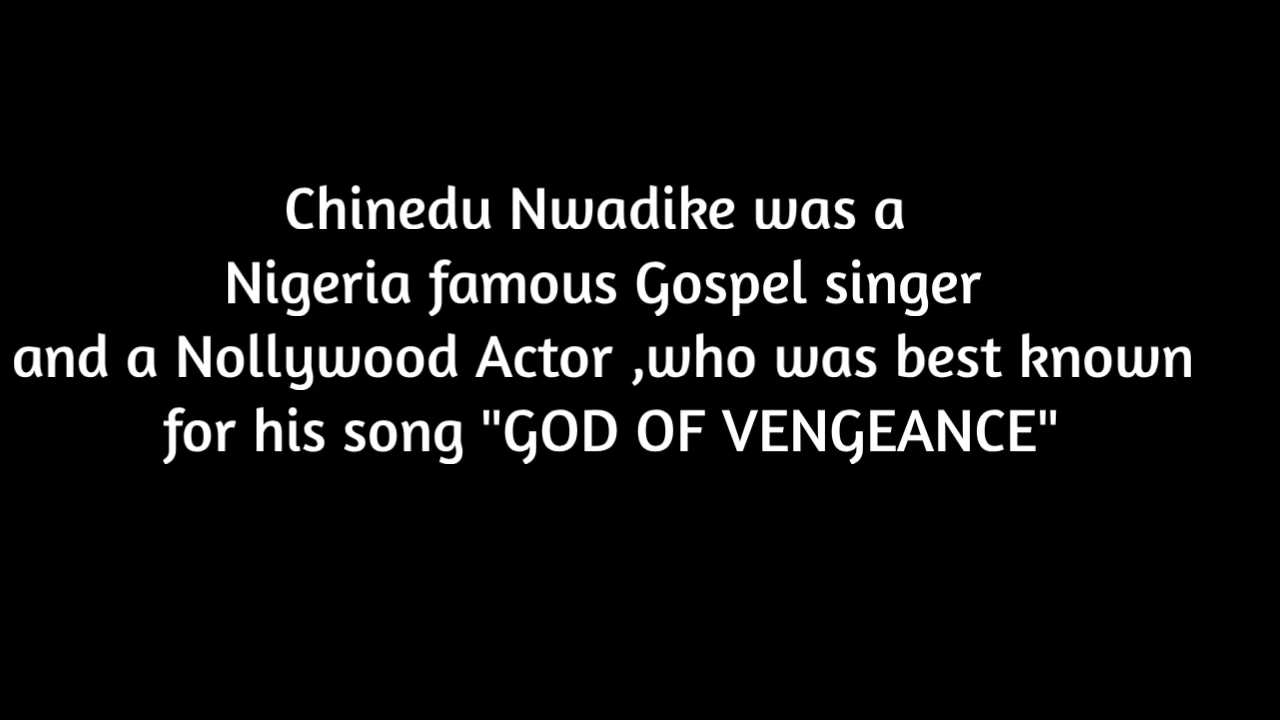 Chinedu Nwadike was a
Nigeria famous Gospel singer
and a Nollywood Actor ,who was best known
for his song "GOD OF VENGEANCE"